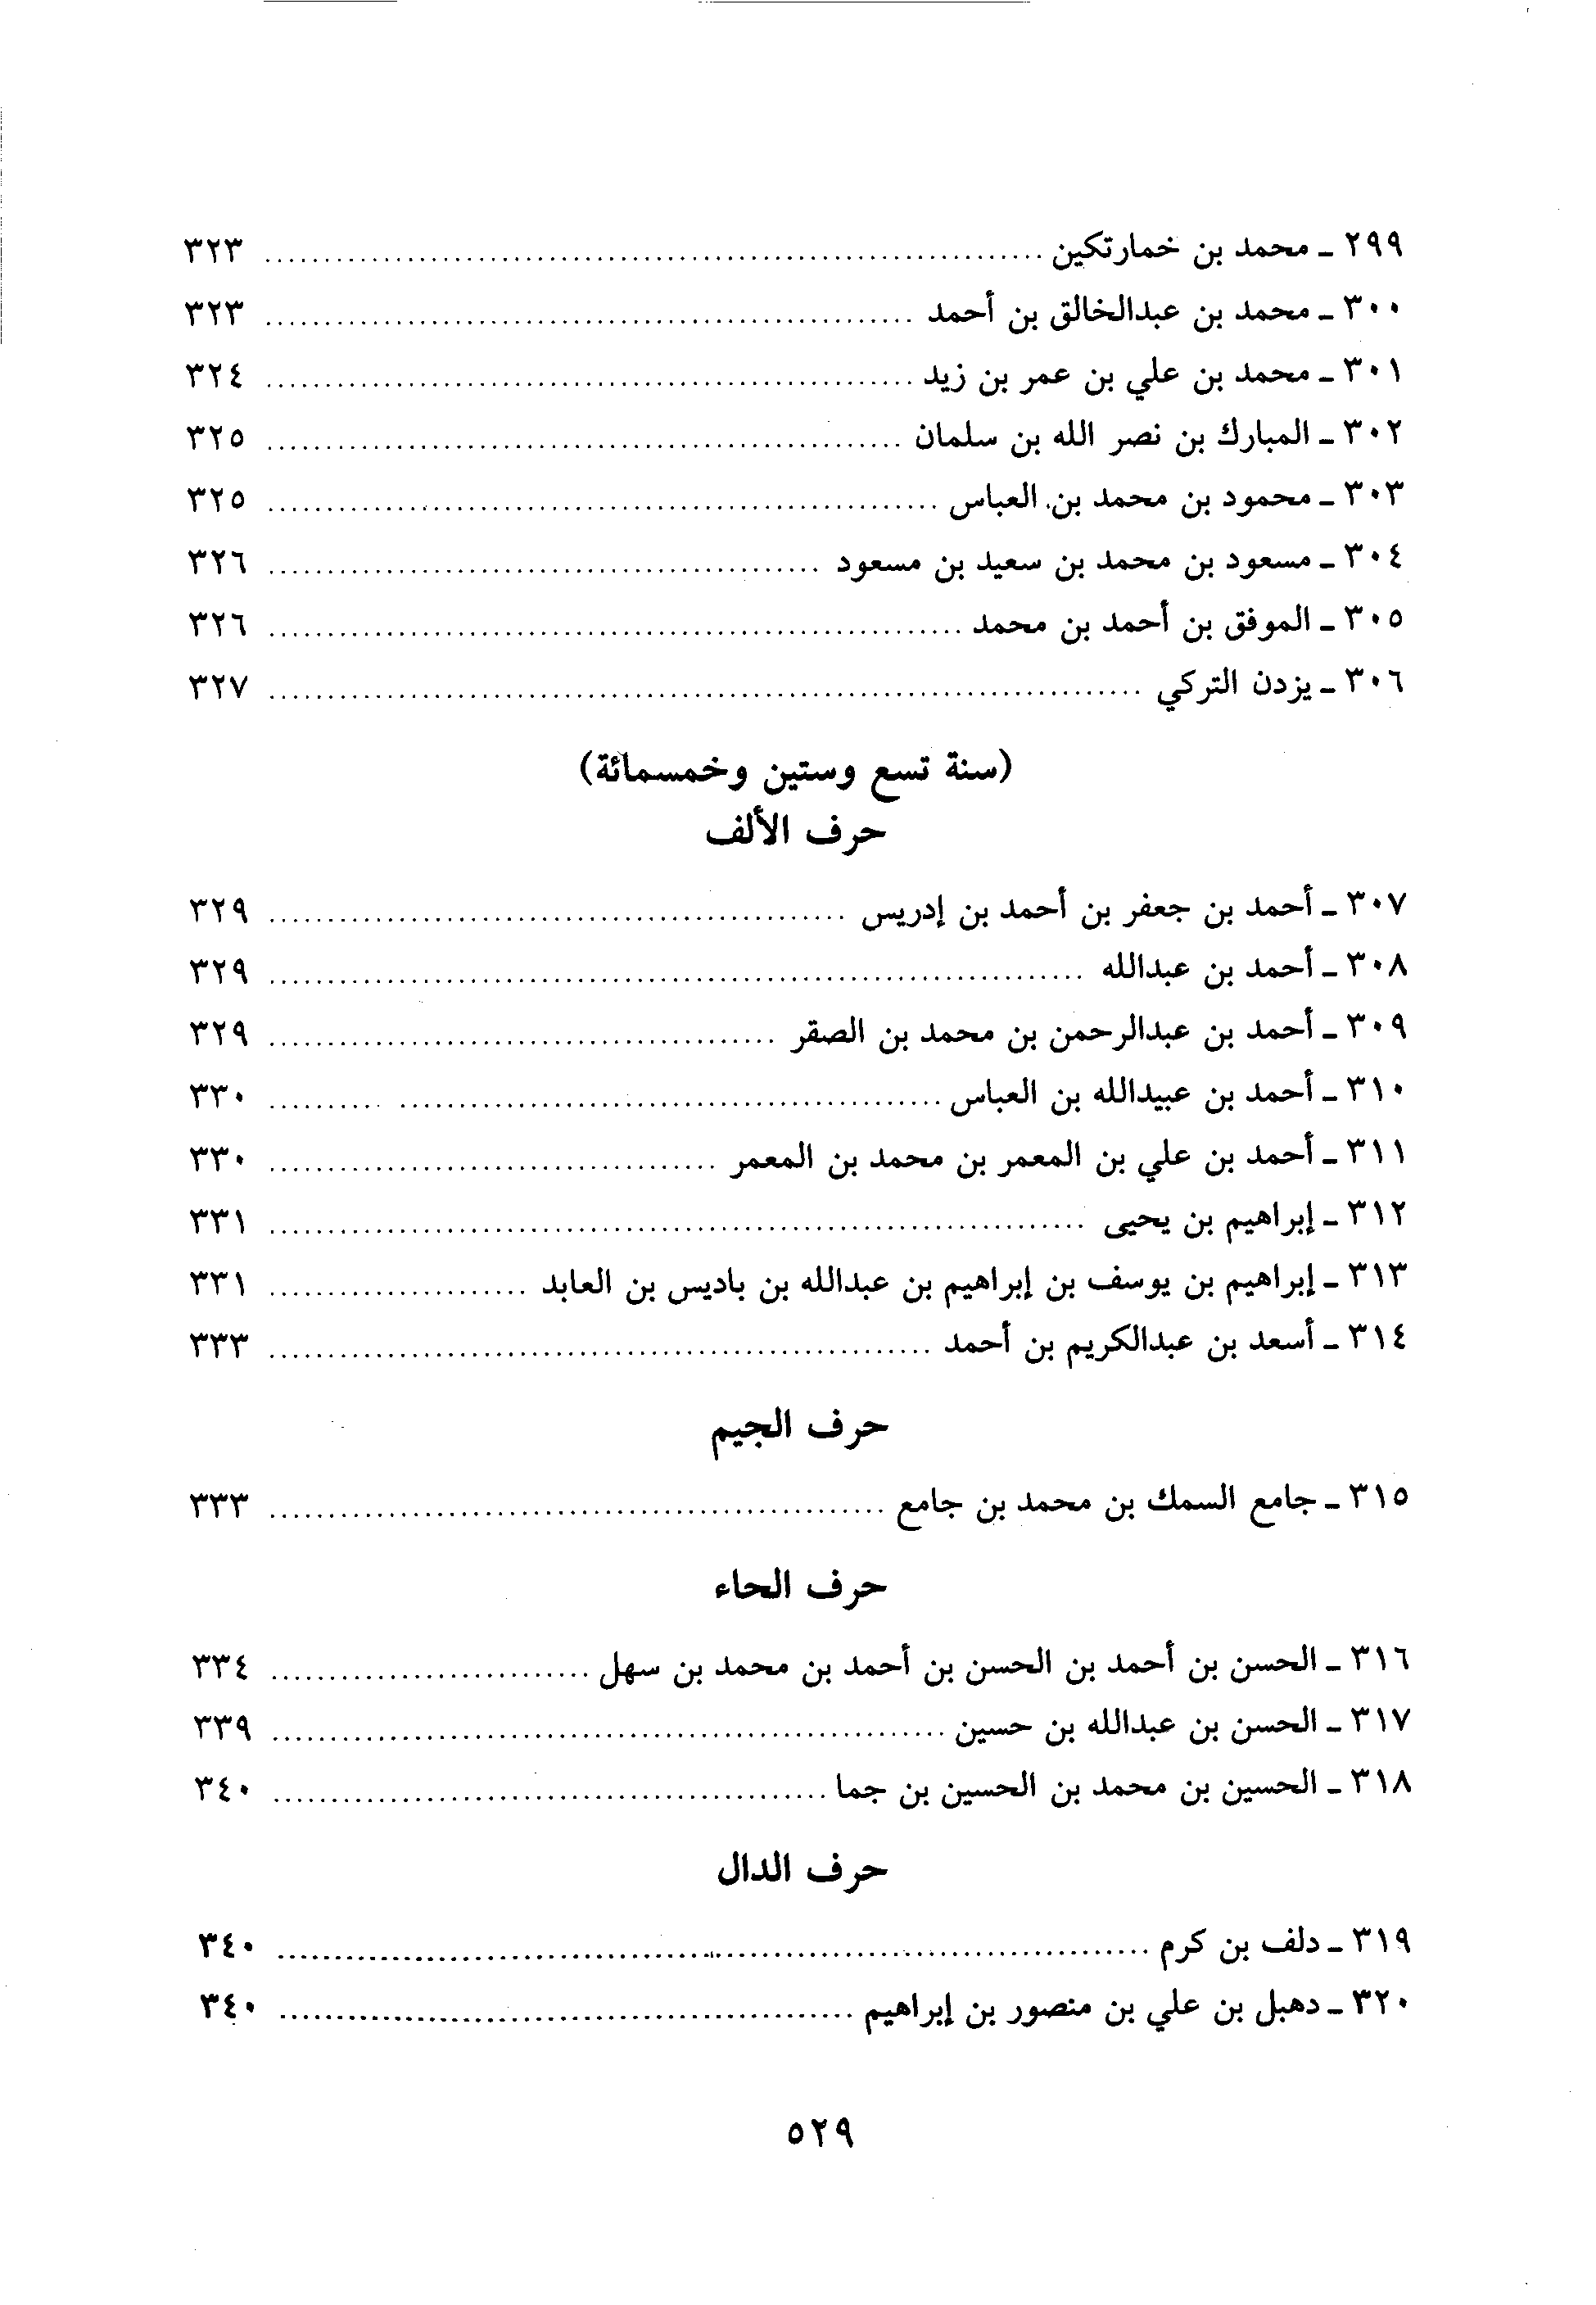 ٢٩٩ ـ محمد بن خمارتكين ........ ٣٢٣
٣٠٠ ـ محمد بن عبدالخالق بن أحمد ........ ٣٢٣
٣٠١ ـ محمد بن علي بن عمر بن زيد ........ ٣٢٤
٣٠٢ ـ المبارك بن نصر الله بن سلمان ........ ٣٢٥
٣٠٣ ـ محمود بن محمد بن العباس ........ ٣٢٥
٣٠٤ ـ مسعود بن محمد بن سعيد بن مسعود ........ ٣٢٦
٣٠٥ ـ الموفق بن أحمد بن محمد ........ ٣٢٦
٣٠٦ ـ يزدن التركي ........ ٣٢٧
(سنة تسع وستين وخمسمائة)
حرف الألف
٣٠٧ ـ أحمد بن جعفر بن أحمد بن إدريس ........ ٣٢٩
٣٠٨ ـ أحمد بن عبدالله ........ ٣٢٩
٣٠٩ ـ أحمد بن عبدالرحمن بن محمد بن الصقر ........ ٣٢٩
٣١٠ ـ أحمد بن عبيدالله بن العباس ........ ٣٣٠
٣١١ ـ أحمد بن علي بن المعمر بن محمد بن المعمر ........ ٣٣٠
٣١٢ ـ إبراهيم بن يحيى ........ ٣٣١
٣١٣ ـ إبراهيم بن يوسف بن إبراهيم بن عبدالله بن باديس بن العابد ........ ٣٣١
٣١٤ ـ أسعد بن عبدالكريم بن أحمد ........ ٣٣٣
حرف الجيم
٣١٥ ـ جامع السمك بن محمد بن جامع ........ ٣٣٣
حرف الحاء
٣١٦ ـ الحسن بن أحمد بن الحسن بن أحمد بن محمد بن سهل ........ ٣٣٤
٣١٧ ـ الحسن بن عبدالله بن حسين ........ ٣٣٩
٣١٨ ـ الحسين بن محمد بن الحسين بن جما ........ ٣٤٠
حرف الدال
٣١٩ ـ دلف بن كرم ........ ٣٤٠
٣٢٠ ـ دهبل بن علي بن منصور بن إبراهيم ........ ٣٤٠
٥٢٩